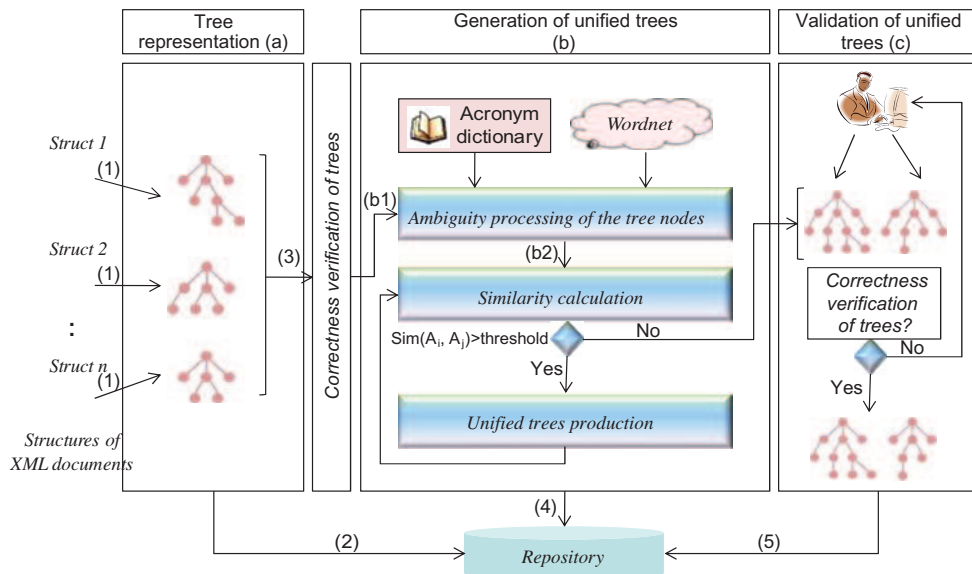 Tree
representation (a)
Generation of unified trees
(b)
Validation of unified
trees (c)
Struct 1
(1)
Struct 2
(1)
:
Struct n
(1)
Structures of
XML documents
(3)
Correctness verification of trees
Acronym
dictionary
Wordnet
(b1)
Ambiguity processing of the tree nodes
(b2)
Similarity calculation
Sim(Ai, Aj)>threshold
No
Yes
Unified trees production
Correctness
verification
of trees?
No
Yes
(2)
(4)
(5)
Repository